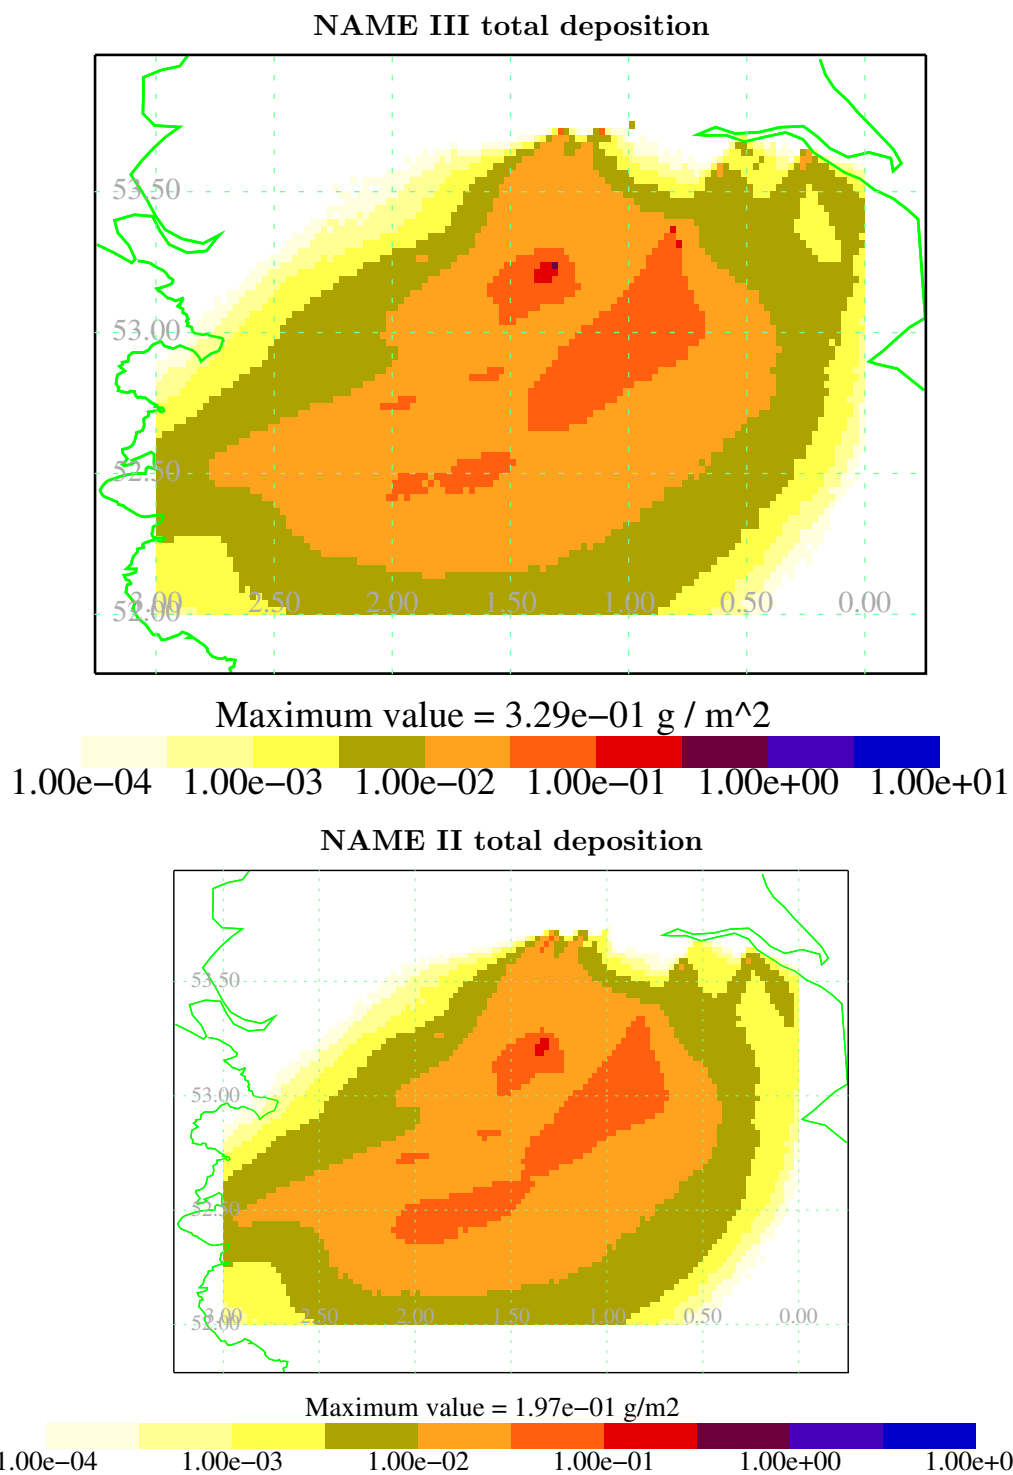 NAME III total deposition
53.50
53.00
52.50
52.00
3.00 2.50 2.00 1.50 1.00 0.50 0.00
Maximum value = 3.29e−01 g / m^2
1.00e−04 1.00e−03 1.00e−02 1.00e−01 1.00e+00 1.00e+01
NAME II total deposition
53.50
53.00
52.50
52.00
3.00 2.50 2.00 1.50 1.00 0.50 0.00
Maximum value = 1.97e−01 g/m2
1.00e−04 1.00e−03 1.00e−02 1.00e−01 1.00e+00 1.00e+0